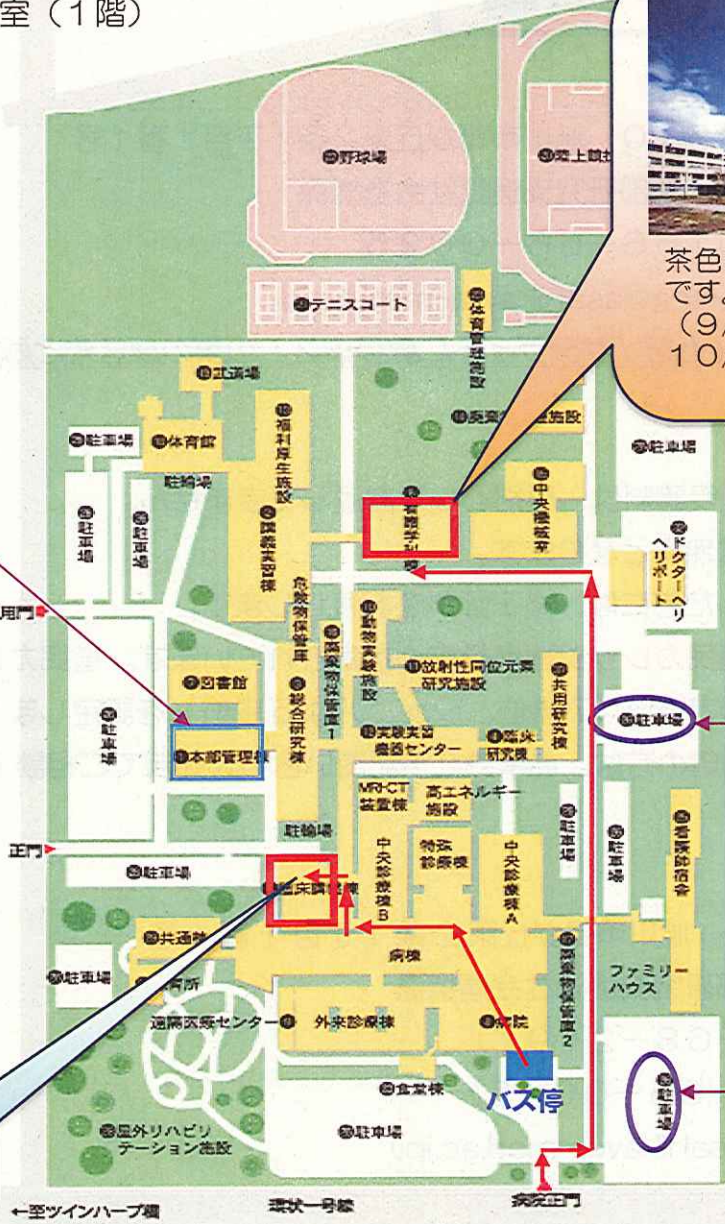 室（1階）
野球場
陸上競技
テニスコート
体育管理施設
茶色
です。
（9/
10/
武道場
駐車場
体育館
福利厚生施設
駐輪場
講義実習棟
駐車場
駐車場
看護学科棟
中央機械室
駐車場
ドクターヘリ
ヘリポート
用門
危険物保管庫
廃棄物保管置1
動物実験施設
放射性同位元素
研究施設
共用研究棟
図書館
総合研究棟
駐車場
本部管理棟
実験実習
機器センター
臨床
研究棟
駐車場
MRI-CT
装置棟
高エネルギー
施設
駐輪場
中央診療棟B
特殊
診療棟
中央診療棟A
駐車場
駐車場
看護師宿舎
正門
駐車場
臨床講義棟
共通棟
病棟
廃棄物保管置2
駐車場
育所
ファミリー
ハウス
遠隔医療センター
外来診療棟
病院
食堂棟
バス停
駐車場
屋外リハビリ
テーション施設
駐車場
←至ツインハープ橋
環状一号線
病院正門